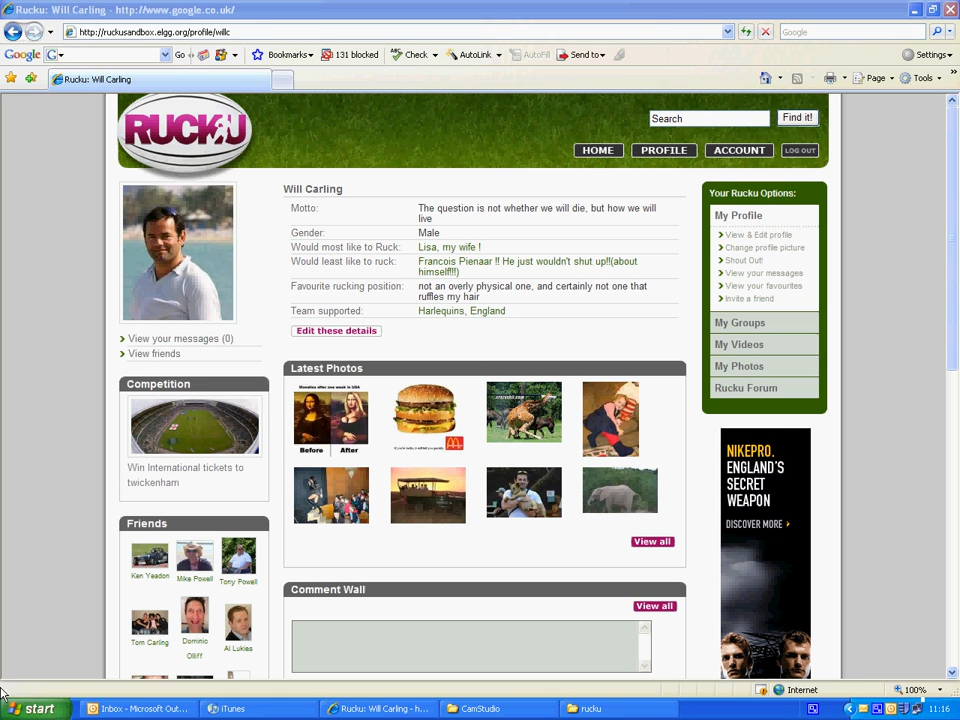 Rucku: Will Carling - http://www.google.co.uk/
http://ruckusandbox.elgg.org/profile/willc
Google
Google
Go
Bookmarks
131 blocked
Check
AutoLink
AutoFill
Send to
Settings
Rucku: Will Carling
Page
Tools
RUCKU
Search
Find it!
HOME
PROFILE
ACCOUNT
LOG OUT
Will Carling
Motto: The question is not whether we will die, but how we will
live
Gender: Male
Would most like to Ruck: Lisa, my wife !
Would least like to ruck: Francois Pienaar !! He just wouldn't shut up!!(about
himself!!!)
Favourite rucking position: not an overly physical one, and certainly not one that
ruffles my hair
Team supported: Harlequins, England
Edit these details
View your messages (0)
View friends
Competition
Win International tickets to
twickenham
Friends
Ken Yeadon
Mike Powell
Tony Powell
Tom Carling
Dominic
Olliff
Al Lukies
Latest Photos
Before
After
View all
Comment Wall
View all
Your Rucku Options:
My Profile
View & Edit profile
Change profile picture
Shout Out!
View your messages
View your favourites
Invite a friend
My Groups
My Videos
My Photos
Rucku Forum
NIKEPRO.
ENGLAND'S
SECRET
WEAPON
DISCOVER MORE
Internet
100%
start
Inbox - Microsoft Out...
iTunes
Rucku: Will Carling - h...
CamStudio
rucku
11:16